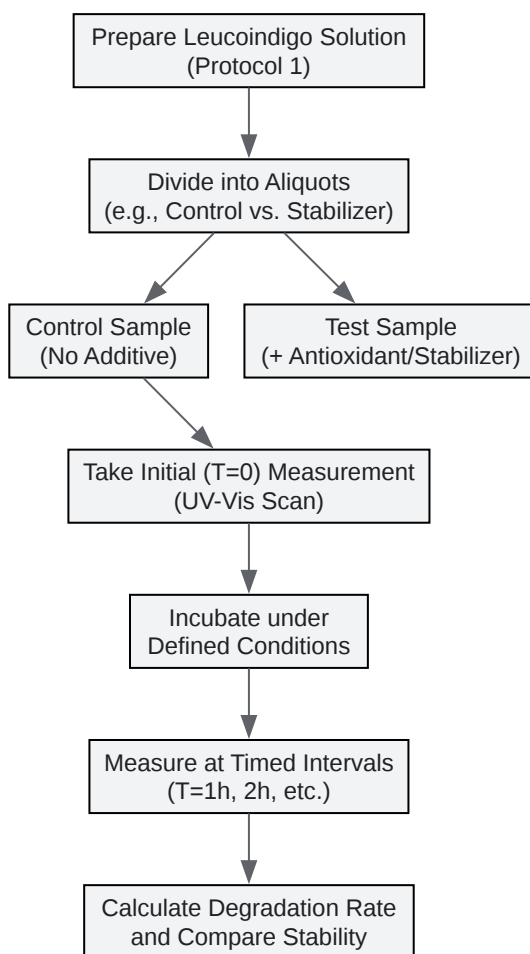 Prepare Leucoindigo Solution
(Protocol 1)
Divide into Aliquots
(e.g., Control vs. Stabilizer)
Control Sample
(No Additive)
Test Sample
(+ Antioxidant/Stabilizer)
Take Initial (T=0) Measurement
(UV-Vis Scan)
Incubate under
Defined Conditions
Measure at Timed Intervals
(T=1h, 2h, etc.)
Calculate Degradation Rate
and Compare Stability